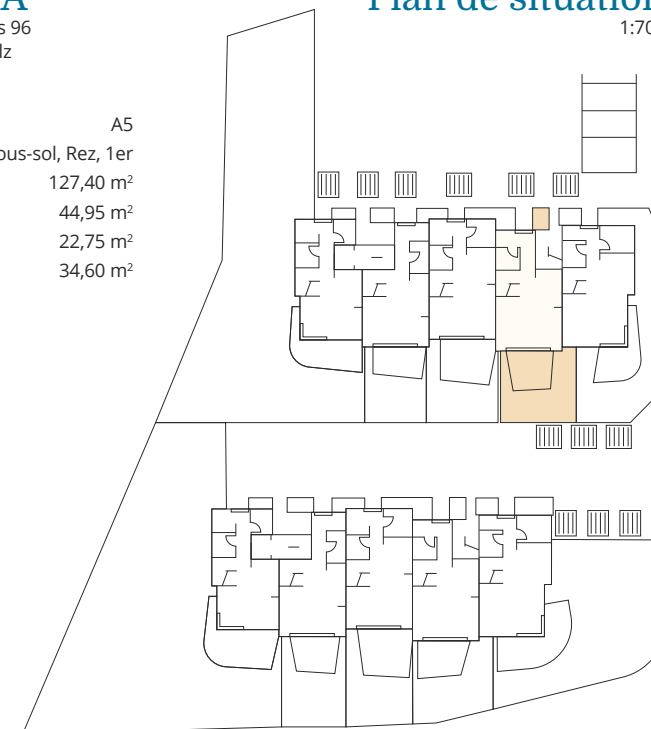 A
Plan de situation
s 96
1:70
lz
A5
ous-sol, Rez, 1er
127,40 m²
44,95 m²
22,75 m²
34,60 m²